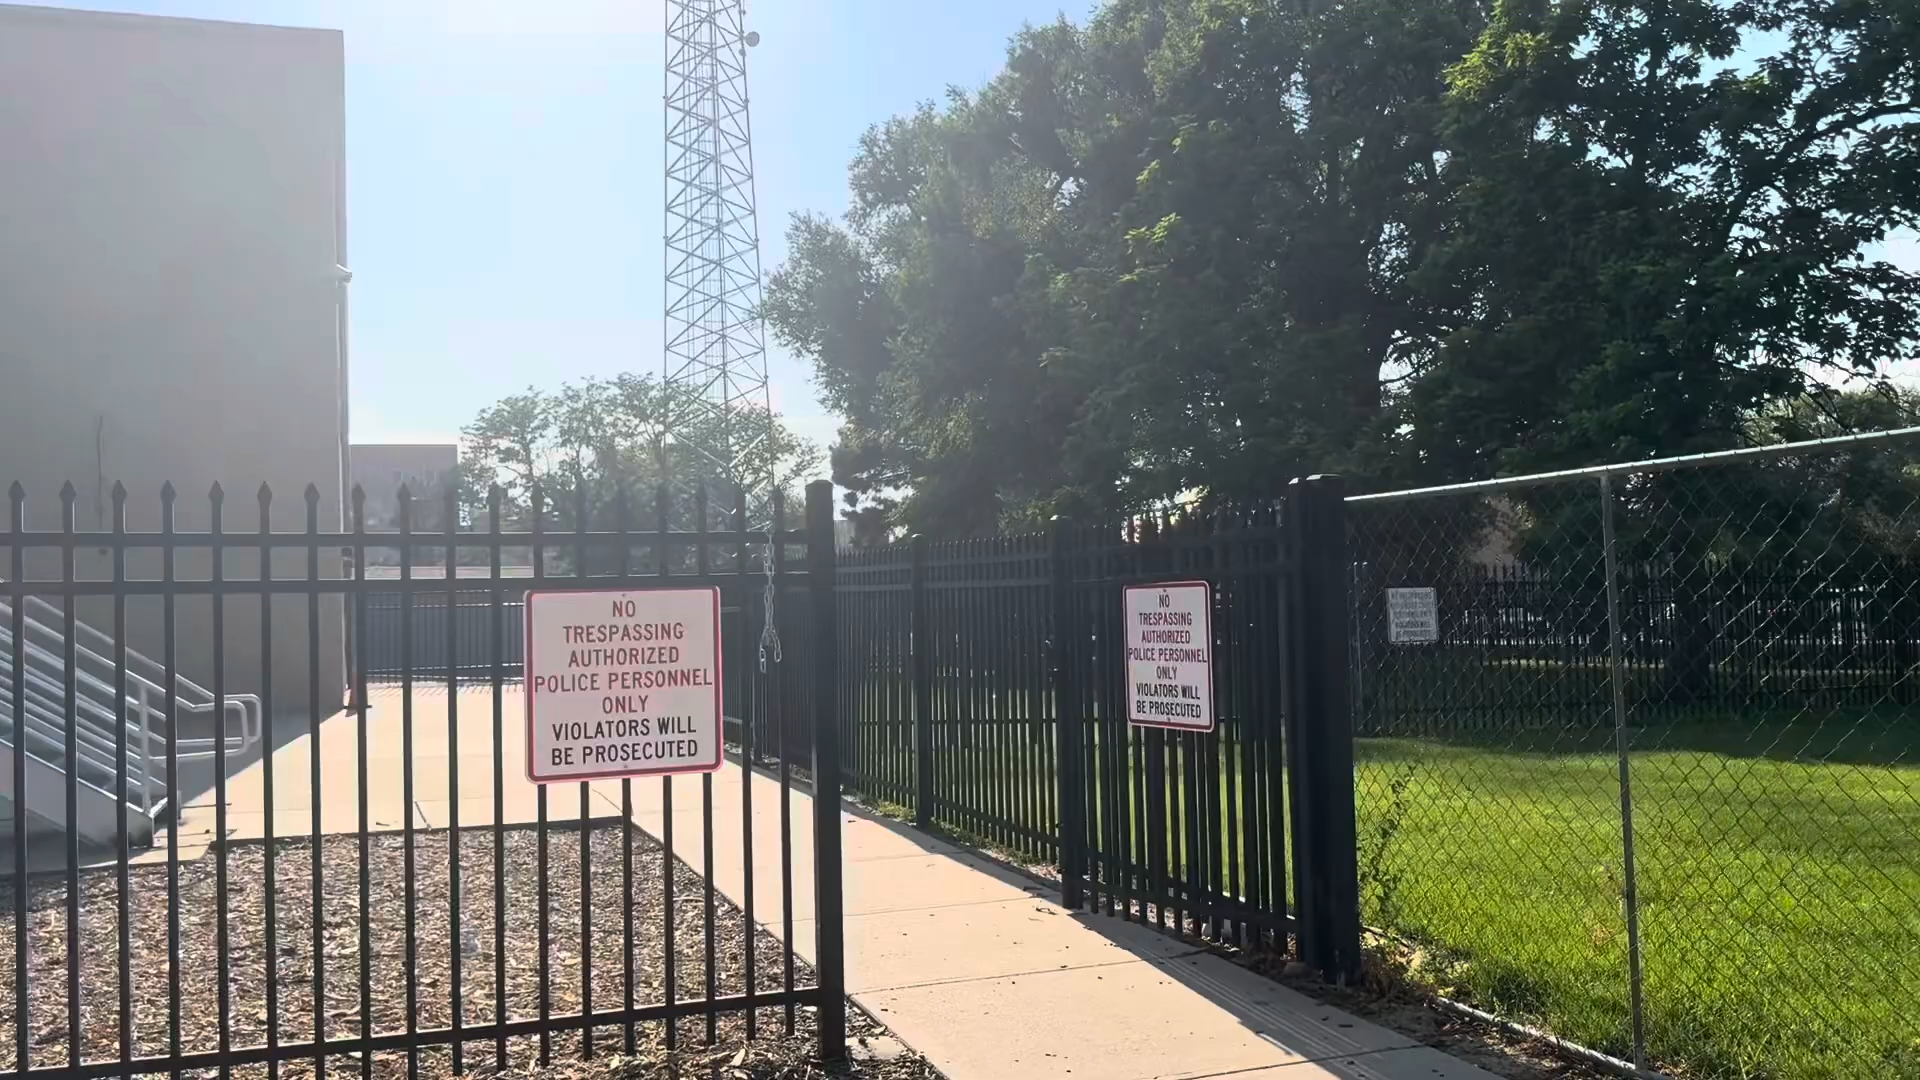 NO
TRESPASSING
AUTHORIZED
POLICE PERSONNEL
ONLY
VIOLATORS WILL
BE PROSECUTED
NO
TRESPASSING
AUTHORIZED
POLICE PERSONNEL
ONLY
VIOLATORS WILL
BE PROSECUTED